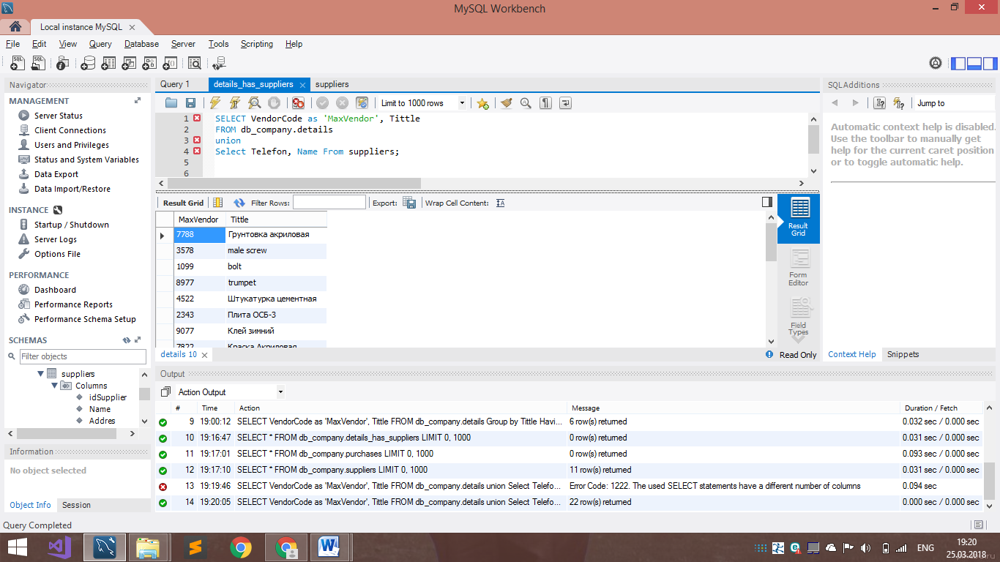 MySQL Workbench
Local instance MySQL
File Edit View Query Database Server Tools Scripting Help
Navigator
MANAGEMENT
Server Status
Client Connections
Users and Privileges
Status and System Variables
Data Export
Data Import/Restore
INSTANCE
Startup / Shutdown
Server Logs
Options File
PERFORMANCE
Dashboard
Performance Reports
Performance Schema Setup
SCHEMAS
Filter objects
suppliers
Columns
idSupplier
Name
Addres
Information
No object selected
Object Info Session
Query 1 details_has_suppliers suppliers
Limit to 1000 rows
1 SELECT VendorCode as 'MaxVendor', Tittle
2 FROM db_company.details
3 union
4 Select Telefon, Name From suppliers;
5
6
Result Grid Filter Rows: Export: Wrap Cell Content:
MaxVendor Tittle
7788 Грунтовка акриловая
3578 male screw
1099 bolt
8977 trumpet
4522 Штукатурка цементная
2343 Плита ОСБ-3
9077 Клей зимний
7822 Краска Акриловая
Result
Grid
Form
Editor
Field
Types
details 10 Read Only
SQLAdditions
Jump to
Automatic context help is disabled.
Use the toolbar to manually get
help for the current caret position
or to toggle automatic help.
Context Help Snippets
Output
Action Output
# Time Action Message Duration / Fetch
9 19:00:12 SELECT VendorCode as 'MaxVendor', Tittle FROM db_company.details Group by Tittle Havi... 6 row(s) returned 0.032 sec / 0.000 sec
10 19:16:47 SELECT * FROM db_company.details_has_suppliers LIMIT 0, 1000 0 row(s) returned 0.031 sec / 0.000 sec
11 19:17:01 SELECT * FROM db_company.purchases LIMIT 0, 1000 0 row(s) returned 0.093 sec / 0.000 sec
12 19:17:10 SELECT * FROM db_company.suppliers LIMIT 0, 1000 11 row(s) returned 0.031 sec / 0.000 sec
13 19:19:46 SELECT VendorCode as 'MaxVendor', Tittle FROM db_company.details union Select Telefo... Error Code: 1222. The used SELECT statements have a different number of columns 0.094 sec
14 19:20:05 SELECT VendorCode as 'MaxVendor', Tittle FROM db_company.details union Select Telefo... 22 row(s) returned 0.000 sec / 0.000 sec
Query Completed
ENG
19:20
25.03.2018